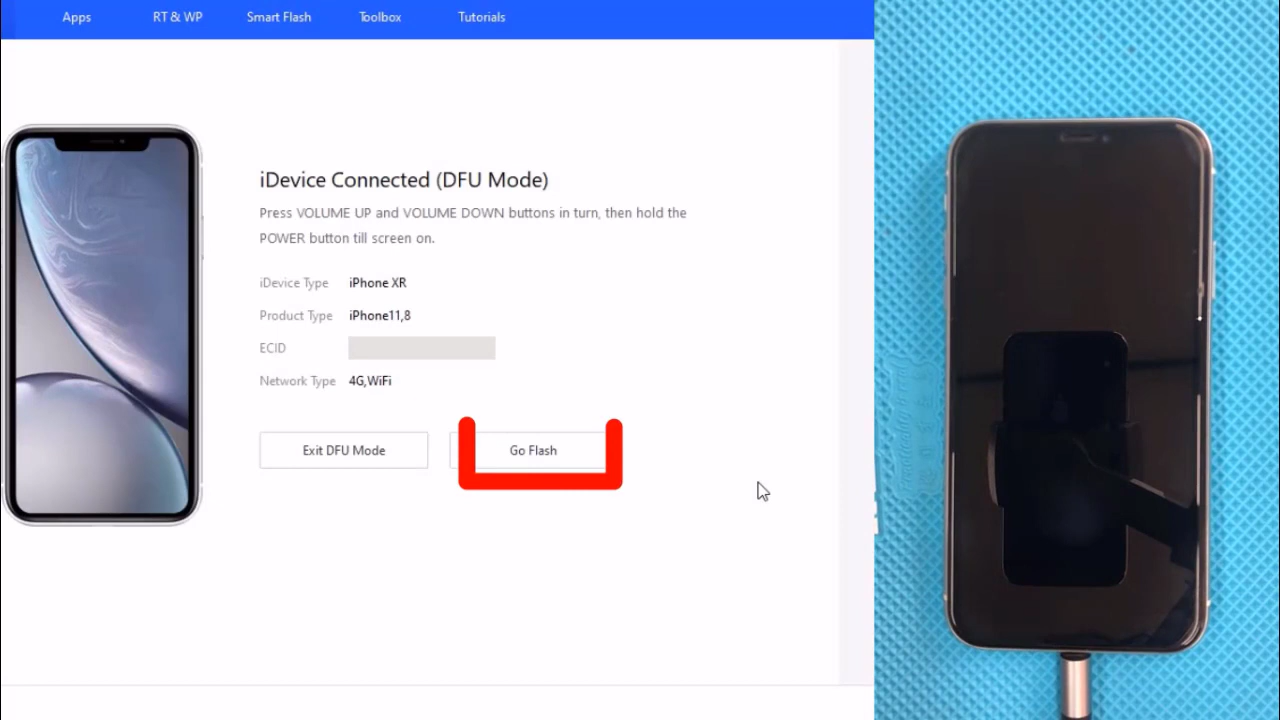 Apps RT & WP Smart Flash Toolbox Tutorials
iDevice Connected (DFU Mode)
Press VOLUME UP and VOLUME DOWN buttons in turn, then hold the
POWER button till screen on.
iDevice Type iPhone XR
Product Type iPhone11,8
ECID
Network Type 4G,WiFi
Exit DFU Mode Go Flash